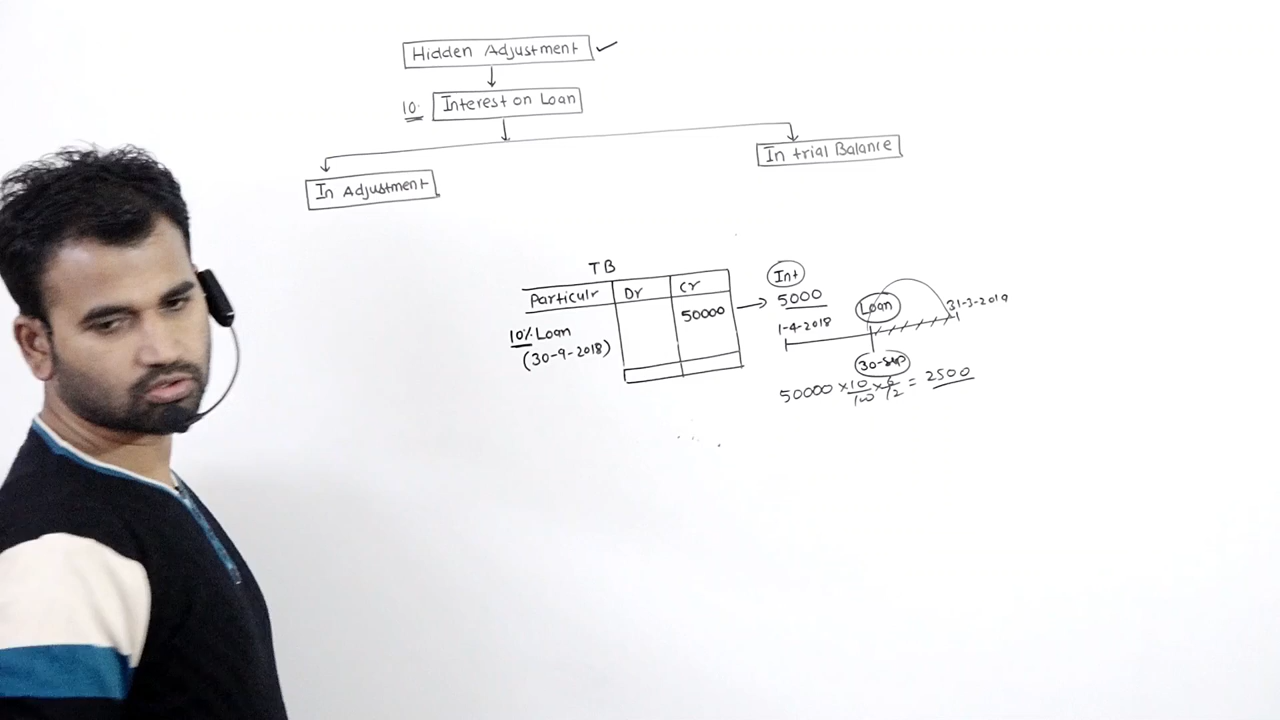 Hidden Adjustment
10. Interest on Loan
In Adjustment
In trial Balance
TB
Particulr Dr Cr
10% Loan 50000
(30-9-2018)
Int
5000
1-4-2018
Loan
31-3-2019
30-Sep
50000 × 10/100 × 6/12 = 2500